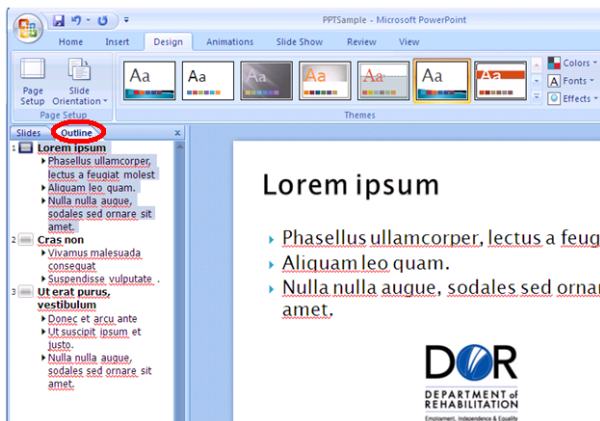 PPTSample - Microsoft PowerPoint
Home Insert Design Animations Slide Show Review View
Page Setup
Slide Orientation
Aa Aa Aa Aa Aa Aa Aa
Colors
Fonts
Effects
Page Setup
Themes
Slides Outline x
1 Lorem ipsum
Phasellus ullamcorper,
lectus a feugiat molest
Aliquam leo quam.
Nulla nulla augue,
sodales sed ornare sit
amet.
2 Cras non
Vivamus malesuada
consequat
Suspendisse vulputate .
3 Ut erat purus,
vestibulum
Donec et arcu ante
Ut suscipit ipsum et
justo.
Nulla nulla augue,
sodales sed ornare sit
amet.
Lorem ipsum
Phasellus ullamcorper, lectus a feug
Aliquam leo quam.
Nulla nulla augue, sodales sed ornar
amet.
DOR
DEPARTMENT of
REHABILITATION
Employment, Independence & Equality